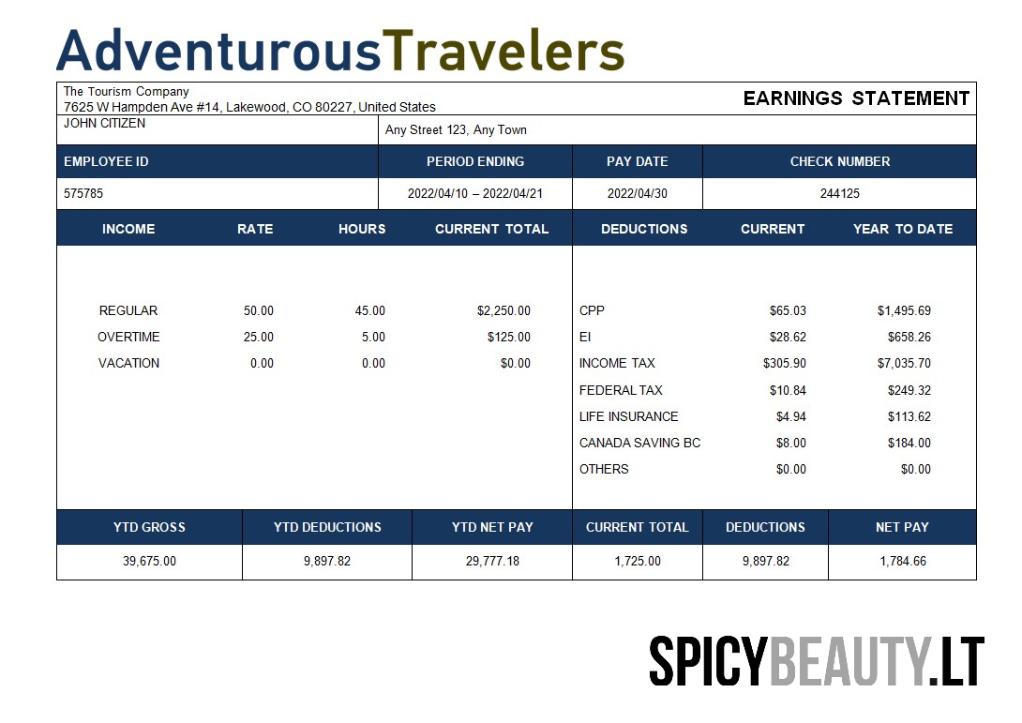 AdventurousTravelers
The Tourism Company
7625 W Hampden Ave #14, Lakewood, CO 80227, United States
EARNINGS STATEMENT
JOHN CITIZEN
Any Street 123, Any Town
EMPLOYEE ID PERIOD ENDING PAY DATE CHECK NUMBER
575785 2022/04/10 – 2022/04/21 2022/04/30 244125
INCOME RATE HOURS CURRENT TOTAL DEDUCTIONS CURRENT YEAR TO DATE
REGULAR 50.00 45.00 $2,250.00 CPP $65.03 $1,495.69
OVERTIME 25.00 5.00 $125.00 EI $28.62 $658.26
VACATION 0.00 0.00 $0.00 INCOME TAX $305.90 $7,035.70
FEDERAL TAX $10.84 $249.32
LIFE INSURANCE $4.94 $113.62
CANADA SAVING BC $8.00 $184.00
OTHERS $0.00 $0.00
YTD GROSS YTD DEDUCTIONS YTD NET PAY CURRENT TOTAL DEDUCTIONS NET PAY
39,675.00 9,897.82 29,777.18 1,725.00 9,897.82 1,784.66
SPICYBEAUTY.LT